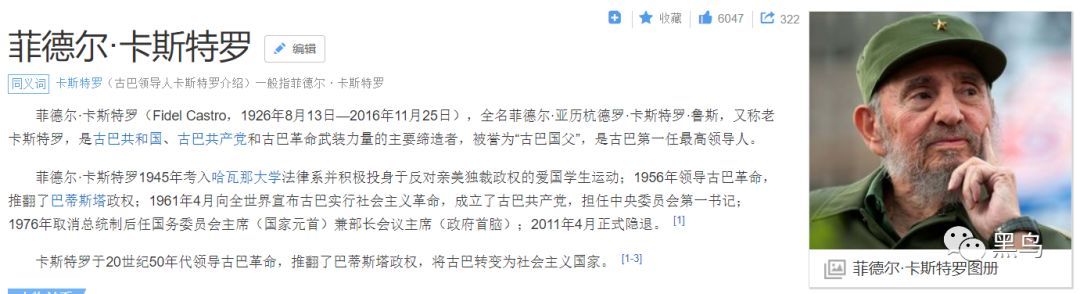 收藏 6047 322
菲德尔·卡斯特罗 编辑
同义词 卡斯特罗（古巴领导人卡斯特罗介绍）一般指菲德尔·卡斯特罗
菲德尔·卡斯特罗（Fidel Castro，1926年8月13日—2016年11月25日），全名菲德尔·亚历杭德罗·卡斯特罗·鲁斯，又称老
卡斯特罗，是古巴共和国、古巴共产党和古巴革命武装力量的主要缔造者，被誉为“古巴国父”，是古巴第一任最高领导人。
菲德尔·卡斯特罗1945年考入哈瓦那大学法律系并积极投身于反对亲美独裁政权的爱国学生运动；1956年领导古巴革命，
推翻了巴蒂斯塔政权；1961年4月向全世界宣布古巴实行社会主义革命，成立了古巴共产党，担任中央委员会第一书记；
1976年取消总统制后任国务委员会主席（国家元首）兼部长会议主席（政府首脑）；2011年4月正式隐退。 [1]
卡斯特罗于20世纪50年代领导古巴革命，推翻了巴蒂斯塔政权，将古巴转变为社会主义国家。 [1-3]
黑鸟
菲德尔·卡斯特罗图册